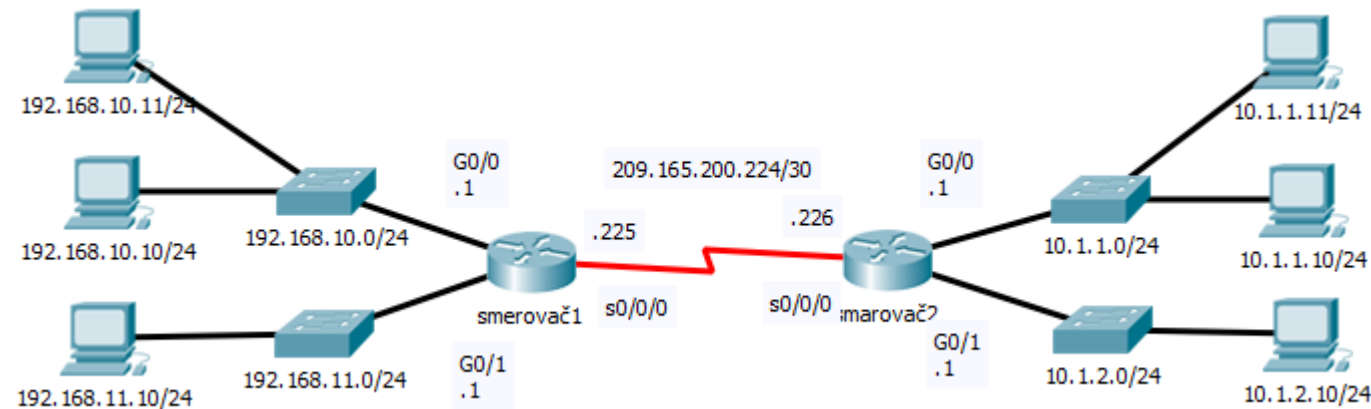 192.168.10.11/24
10.1.1.11/24
G0/0
.1
209.165.200.224/30
G0/0
.1
192.168.10.10/24
192.168.10.0/24
.225
.226
10.1.1.0/24
10.1.1.10/24
smerovač1
s0/0/0
s0/0/0
smarovač2
192.168.11.10/24
192.168.11.0/24
G0/1
.1
G0/1
.1
10.1.2.0/24
10.1.2.10/24